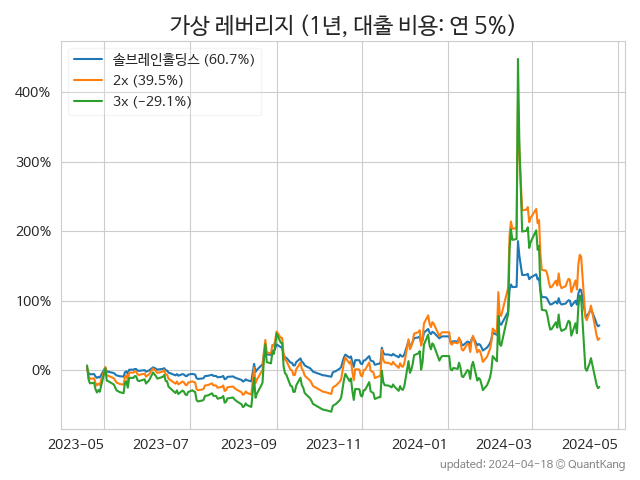 가상 레버리지 (1년, 대출 비용: 연 5%)
솔브레인홀딩스 (60.7%)
2x (39.5%)
3x (−29.1%)
400%
300%
200%
100%
0%
2023-05 2023-07 2023-09 2023-11 2024-01 2024-03 2024-05
updated: 2024-04-18 © QuantKang